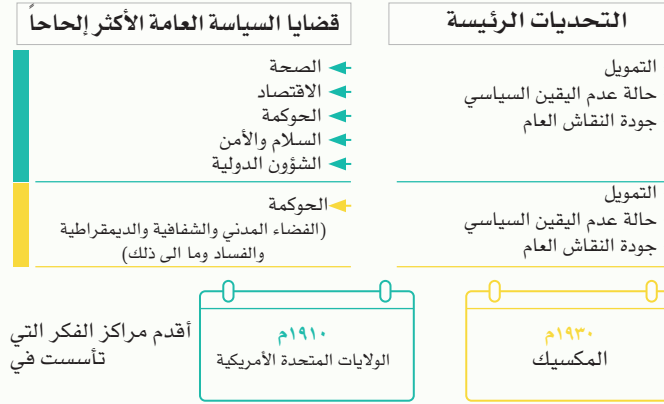 التحديات الرئيسة
التمويل
حالة عدم اليقين السياسي
جودة النقاش العام
التمويل
حالة عدم اليقين السياسي
جودة النقاش العام
قضايا السياسة العامة الأكثر إلحاحاً
الصحة
الاقتصاد
الحوكمة
السلام والأمن
الشؤون الدولية
الحوكمة
(الفضاء المدني والشفافية والديمقراطية
والفساد وما الى ذلك)
١٩٣٠م
المكسيك
١٩١٠م
الولايات المتحدة الأمريكية
أقدم مراكز الفكر التي
تأسست في